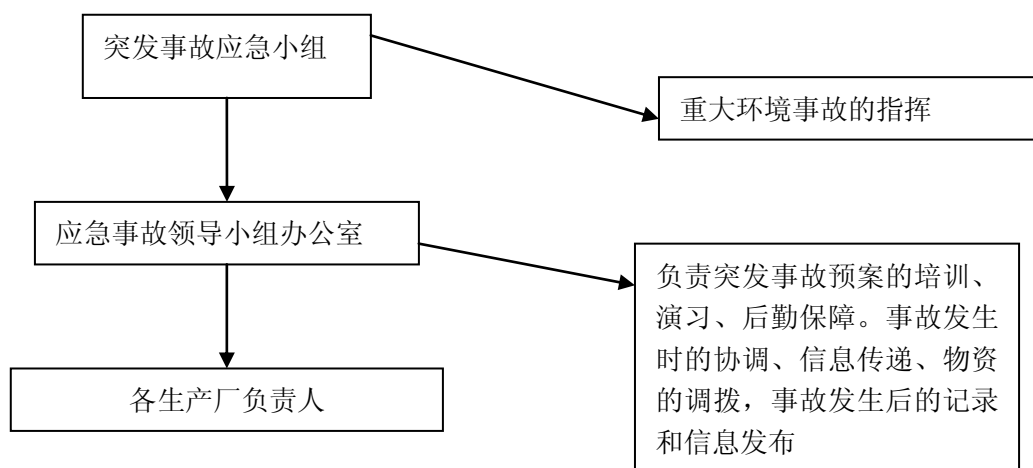 突发事故应急小组
重大环境事故的指挥
应急事故领导小组办公室
负责突发事故预案的培训、
演习、后勤保障。事故发生
时的协调、信息传递、物资
的调拨，事故发生后的记录
和信息发布
各生产厂负责人